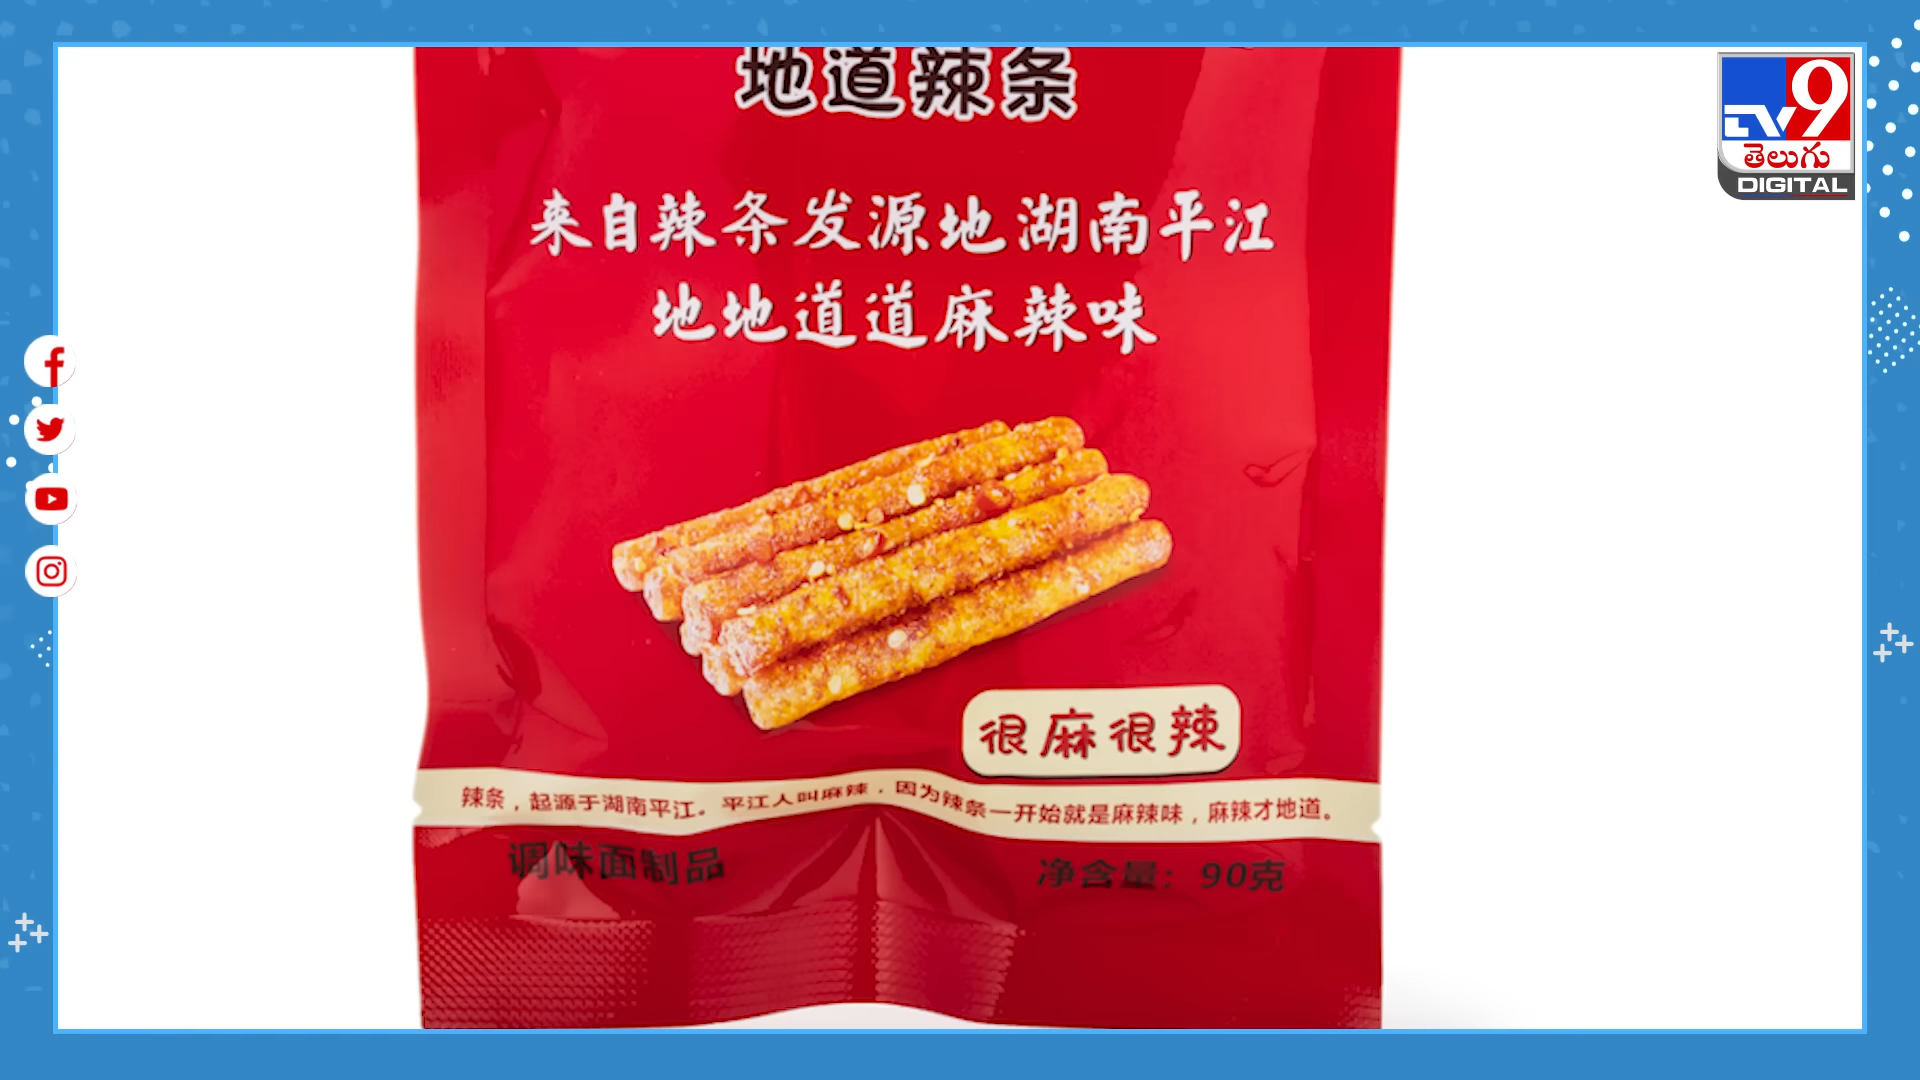 地道辣条
来自辣条发源地湖南平江
地地道道麻辣味
很麻很辣
辣条，起源于湖南平江。平江人叫麻辣，因为辣条一开始就是麻辣味，麻辣才地道。
调味面制品
净含量：90克
TV9
తెలుగు
DIGITAL